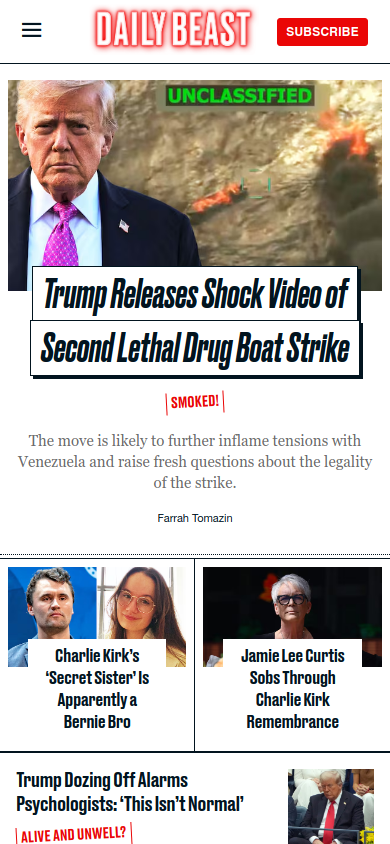 DAILY BEAST
SUBSCRIBE
UNCLASSIFIED
Trump Releases Shock Video of
Second Lethal Drug Boat Strike
SMOKED!
The move is likely to further inflame tensions with
Venezuela and raise fresh questions about the legality
of the strike.
Farrah Tomazin
Charlie Kirk’s
‘Secret Sister’ Is
Apparently a
Bernie Bro
Jamie Lee Curtis
Sobs Through
Charlie Kirk
Remembrance
Trump Dozing Off Alarms
Psychologists: ‘This Isn’t Normal’
ALIVE AND UNWELL?